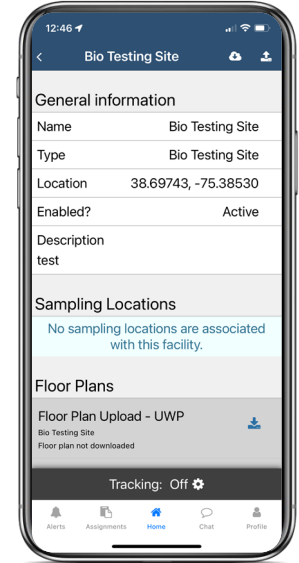 12:46
Bio Testing Site
General information
Name Bio Testing Site
Type Bio Testing Site
Location 38.69743, -75.38530
Enabled? Active
Description
test
Sampling Locations
No sampling locations are associated
with this facility.
Floor Plans
Floor Plan Upload - UWP
Bio Testing Site
Floor plan not downloaded
Tracking: Off
Alerts Assignments Home Chat Profile